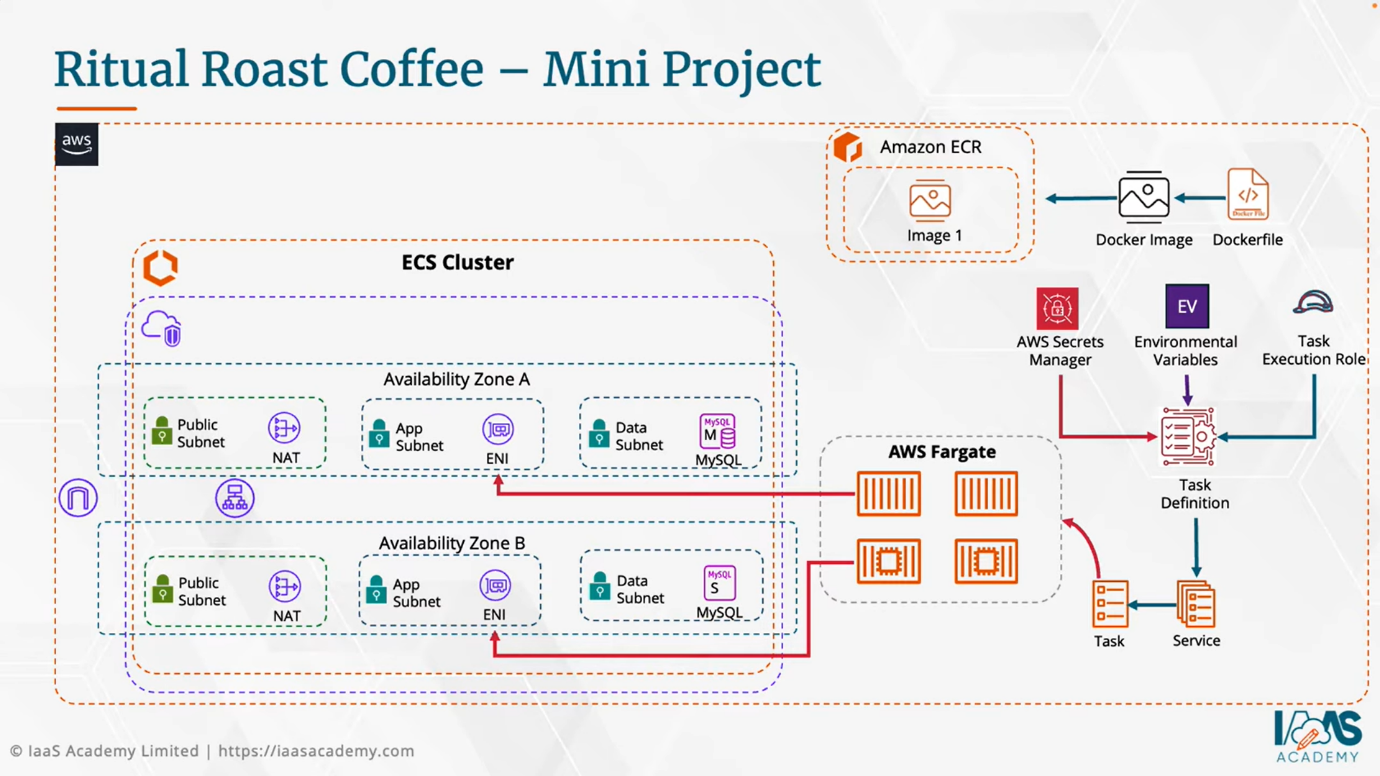 Ritual Roast Coffee – Mini Project
aws
Amazon ECR
Image 1
Docker Image
Dockerfile
Docker File
ECS Cluster
AWS Secrets
Manager
EV
Environmental
Variables
Task
Execution Role
Availability Zone A
Public
Subnet
NAT
App
Subnet
ENI
Data
Subnet
MySQL
M
MySQL
AWS Fargate
Task
Definition
Availability Zone B
Public
Subnet
NAT
App
Subnet
ENI
Data
Subnet
MySQL
S
MySQL
Task
Service
© IaaS Academy Limited | https://iaasacademy.com
IAAS
ACADEMY